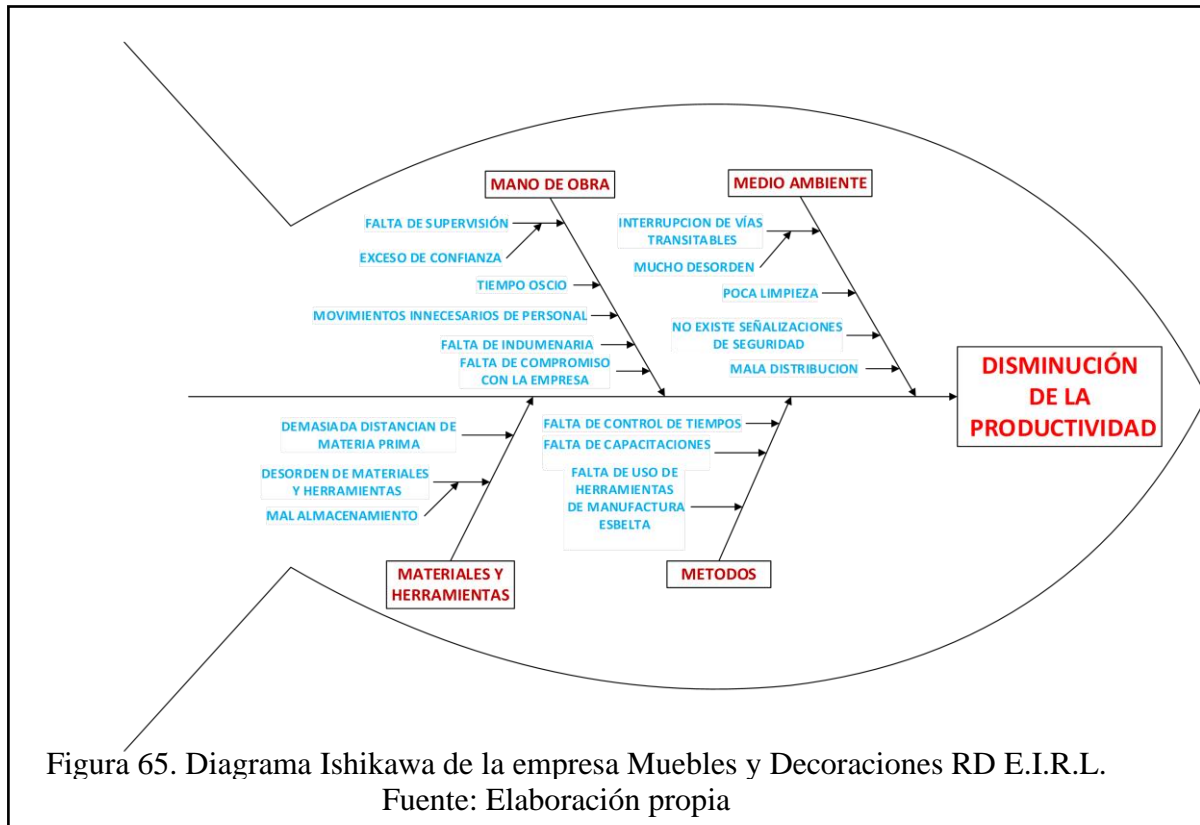 MANO DE OBRA
FALTA DE SUPERVISIÓN
EXCESO DE CONFIANZA
TIEMPO OSCIO
MOVIMIENTOS INNECESARIOS DE PERSONAL
FALTA DE INDUMENARIA
FALTA DE COMPROMISO
CON LA EMPRESA
MEDIO AMBIENTE
INTERRUPCION DE VÍAS
TRANSITABLES
MUCHO DESORDEN
POCA LIMPIEZA
NO EXISTE SEÑALIZACIONES
DE SEGURIDAD
MALA DISTRIBUCION
DISMINUCIÓN
DE LA
PRODUCTIVIDAD
DEMASIADA DISTANCIAN DE
MATERIA PRIMA
DESORDEN DE MATERIALES
Y HERRAMIENTAS
MAL ALMACENAMIENTO
MATERIALES Y
HERRAMIENTAS
FALTA DE CONTROL DE TIEMPOS
FALTA DE CAPACITACIONES
FALTA DE USO DE
HERRAMIENTAS
DE MANUFACTURA
ESBELTA
METODOS
Figura 65. Diagrama Ishikawa de la empresa Muebles y Decoraciones RD E.I.R.L.
Fuente: Elaboración propia